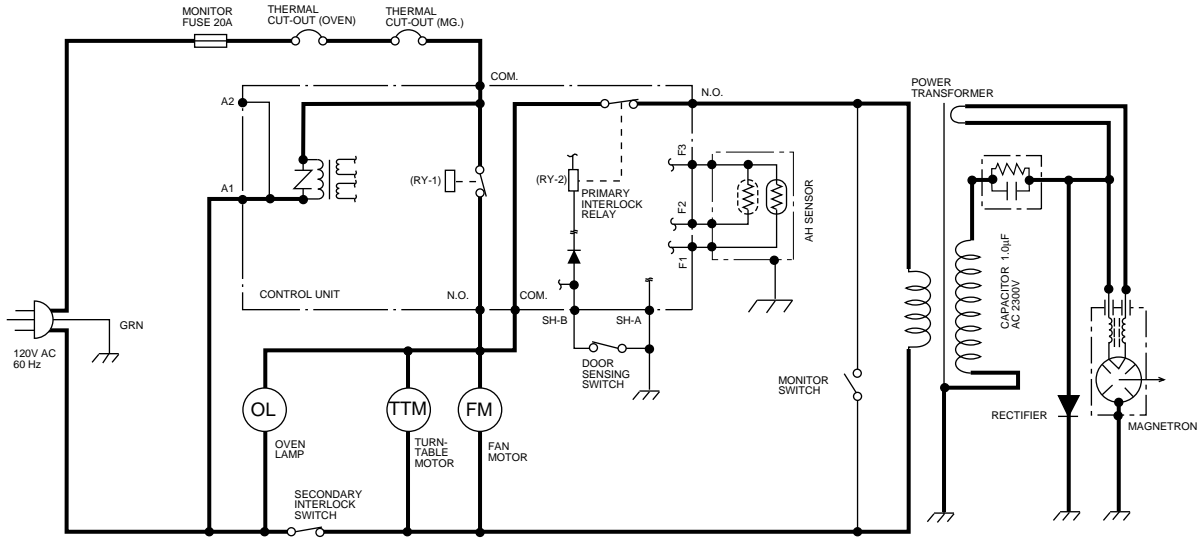 MONITOR
FUSE 20A
THERMAL
CUT-OUT (OVEN)
THERMAL
CUT-OUT (MG.)
COM.
A2
N.O.
POWER
TRANSFORMER
A1
(RY-1)
(RY-2)
PRIMARY
INTERLOCK
RELAY
F3
F2
F1
AH SENSOR
CONTROL UNIT
N.O.
COM.
SH-B
SH-A
CAPACITOR 1.0µF
AC 2300V
GRN
120V AC
60 Hz
DOOR
SENSING
SWITCH
MONITOR
SWITCH
OL
TTM
FM
OVEN
LAMP
TURN-
TABLE
MOTOR
FAN
MOTOR
RECTIFIER
MAGNETRON
SECONDARY
INTERLOCK
SWITCH